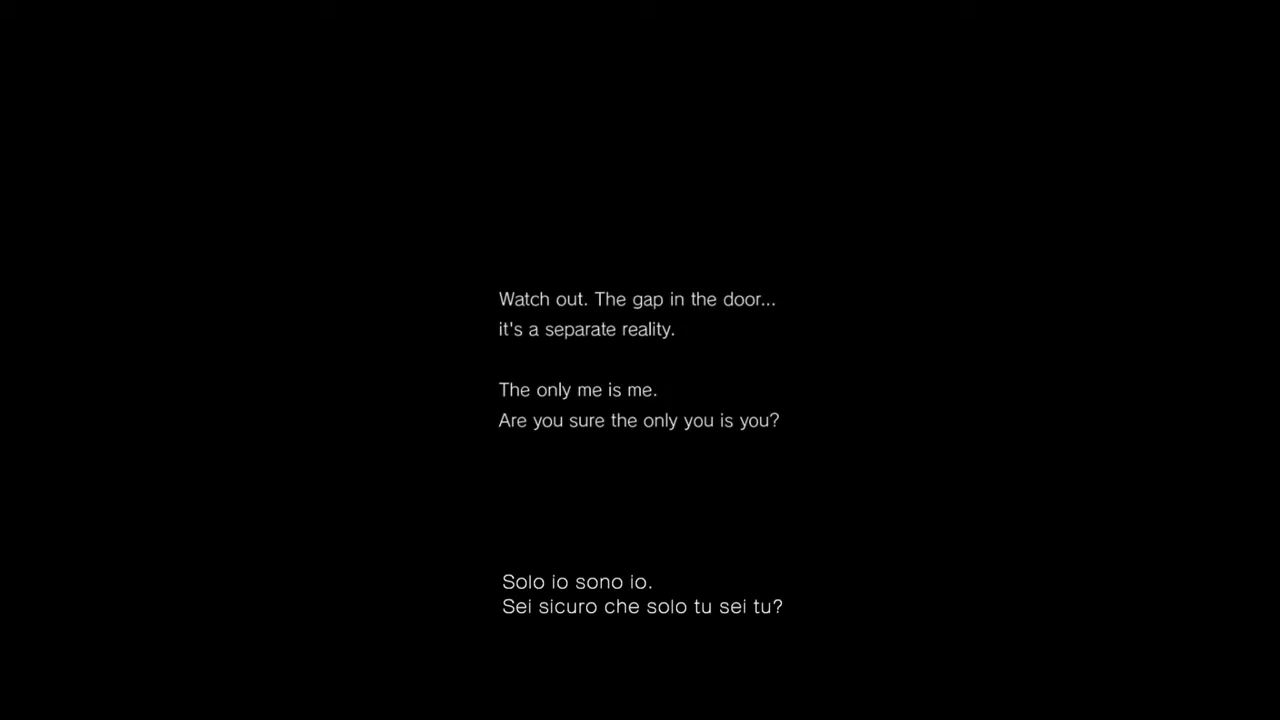 Watch out. The gap in the door...
it's a separate reality.
The only me is me.
Are you sure the only you is you?
Solo io sono io.
Sei sicuro che solo tu sei tu?